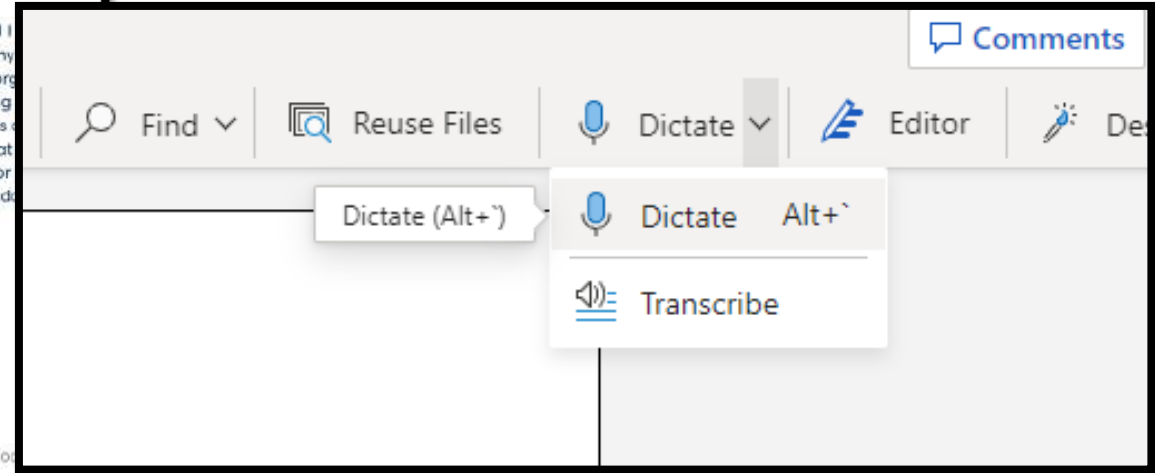 Comments
Find Reuse Files Dictate Editor
Dictate (Alt+`) Dictate Alt+`
Transcribe